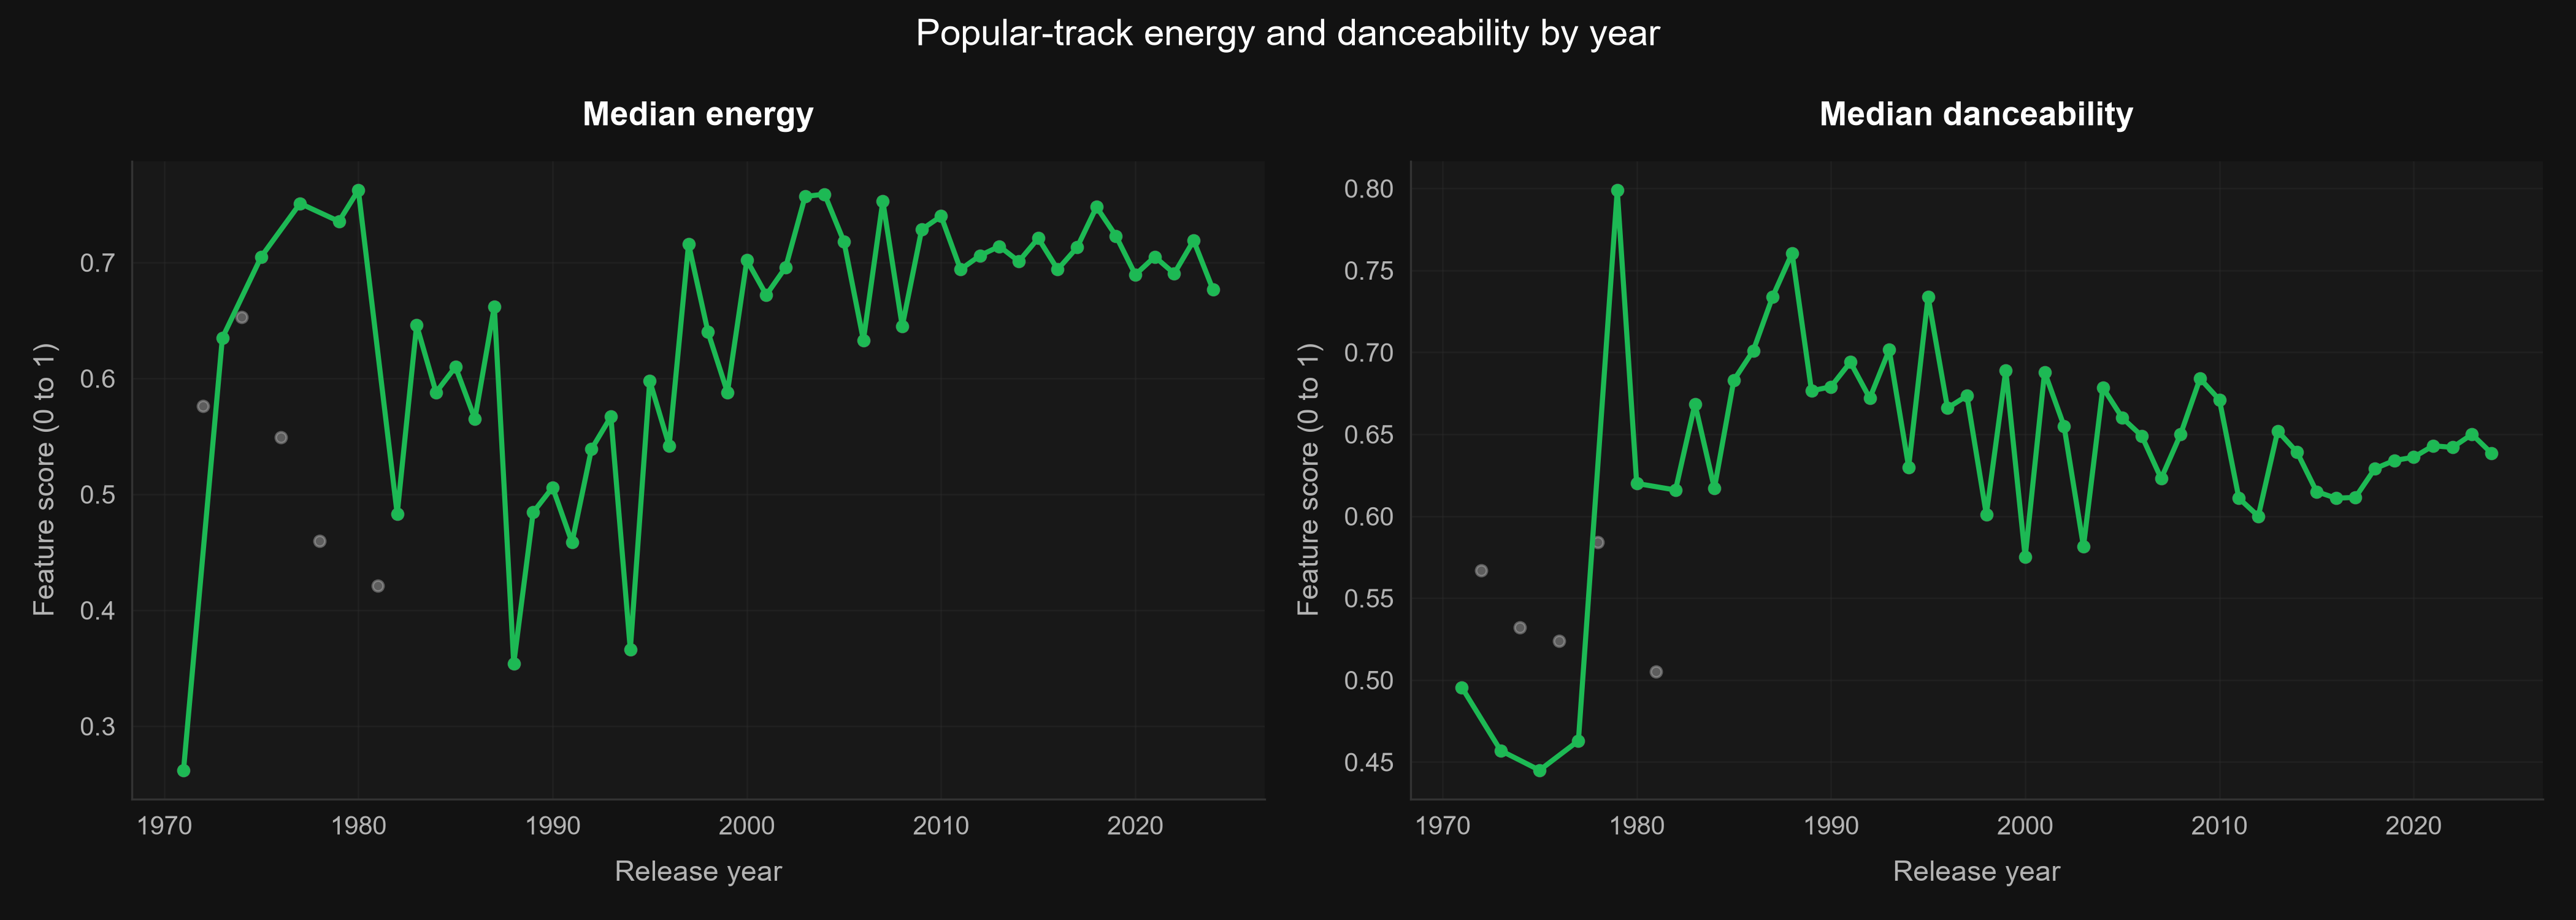 Popular-track energy and danceability by year
Median energy
Feature score (0 to 1)
0.7
0.6
0.5
0.4
0.3
1970 1980 1990 2000 2010 2020
Release year
Median danceability
Feature score (0 to 1)
0.80
0.75
0.70
0.65
0.60
0.55
0.50
0.45
1970 1980 1990 2000 2010 2020
Release year